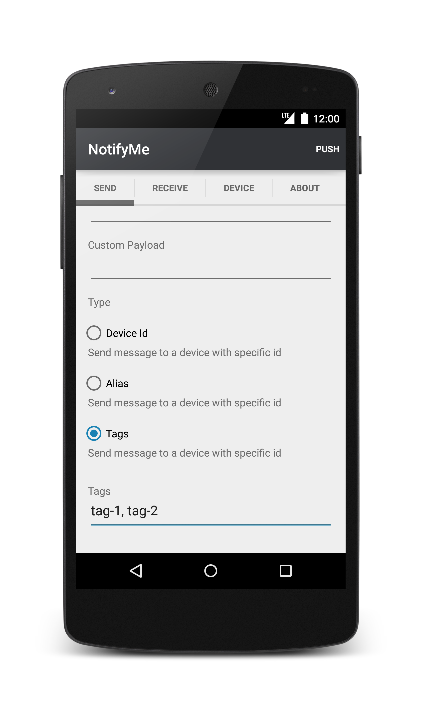 LTE 12:00
NotifyMe PUSH
SEND RECEIVE DEVICE ABOUT
Custom Payload
Type
Device Id
Send message to a device with specific id
Alias
Send message to a device with specific id
Tags
Send message to a device with specific id
Tags
tag-1, tag-2